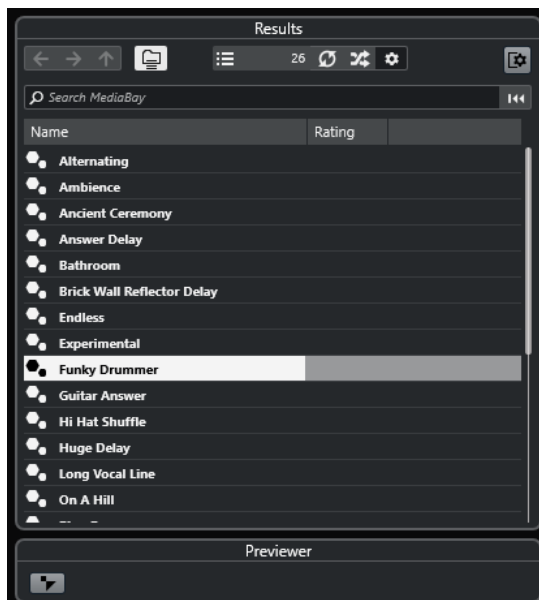 Results
26
Search MediaBay
Name Rating
Alternating
Ambience
Ancient Ceremony
Answer Delay
Bathroom
Brick Wall Reflector Delay
Endless
Experimental
Funky Drummer
Guitar Answer
Hi Hat Shuffle
Huge Delay
Long Vocal Line
On A Hill
Previewer